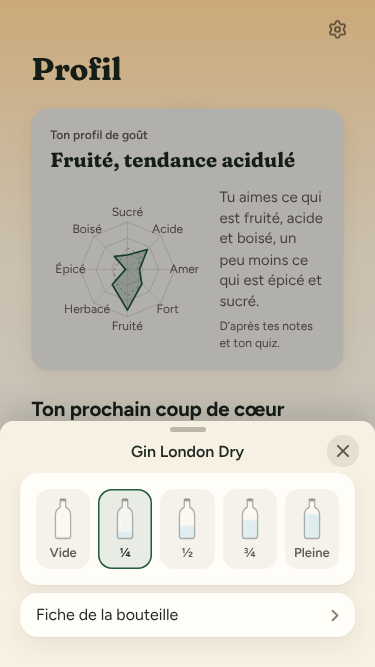 Profil
Ton profil de goût
Fruité, tendance acidulé
Sucré
Boisé
Acide
Épicé
Amer
Herbacé
Fort
Fruité
Tu aimes ce qui
est fruité, acide
et boisé, un
peu moins ce
qui est épicé et
sucré.
D'après tes notes
et ton quiz.
Ton prochain coup de cœur
Gin London Dry
Vide
¼
½
¾
Pleine
Fiche de la bouteille